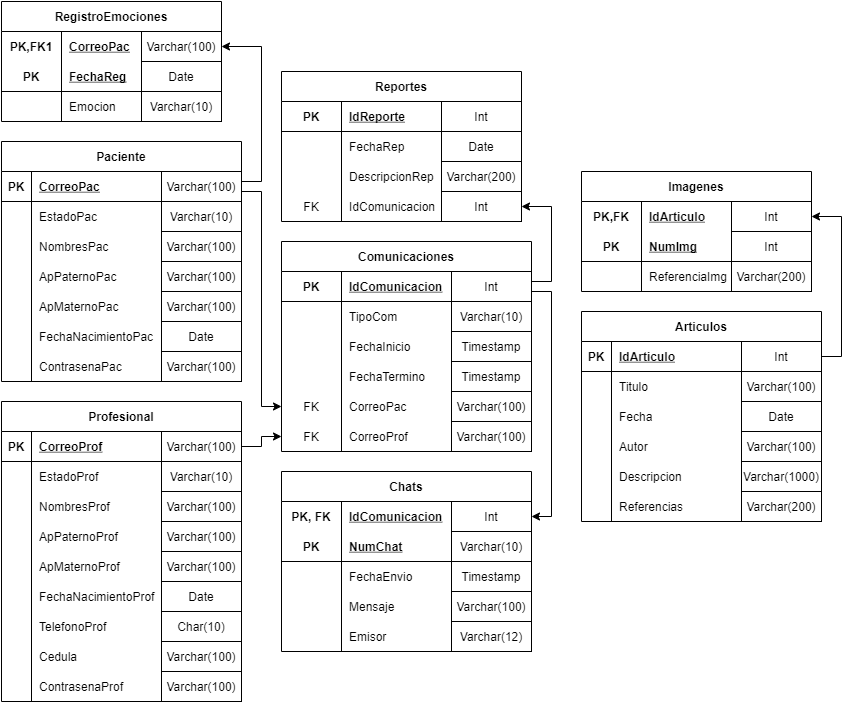 RegistroEmociones
PK,FK1 CorreoPac Varchar(100)
PK FechaReg Date
Emocion Varchar(10)
Paciente
PK CorreoPac Varchar(100)
EstadoPac Varchar(10)
NombresPac Varchar(100)
ApPaternoPac Varchar(100)
ApMaternoPac Varchar(100)
FechaNacimientoPac Date
ContrasenaPac Varchar(100)
Profesional
PK CorreoProf Varchar(100)
EstadoProf Varchar(10)
NombresProf Varchar(100)
ApPaternoProf Varchar(100)
ApMaternoProf Varchar(100)
FechaNacimientoProf Date
TelefonoProf Char(10)
Cedula Varchar(100)
ContrasenaProf Varchar(100)
Reportes
PK IdReporte Int
FechaRep Date
DescripcionRep Varchar(200)
FK IdComunicacion Int
Comunicaciones
PK IdComunicacion Int
TipoCom Varchar(10)
FechaInicio Timestamp
FechaTermino Timestamp
FK CorreoPac Varchar(100)
FK CorreoProf Varchar(100)
Chats
PK, FK IdComunicacion Int
PK NumChat Varchar(10)
FechaEnvio Timestamp
Mensaje Varchar(100)
Emisor Varchar(12)
Imagenes
PK,FK IdArticulo Int
PK NumImg Int
ReferenciaImg Varchar(200)
Articulos
PK IdArticulo Int
Titulo Varchar(100)
Fecha Date
Autor Varchar(100)
Descripcion Varchar(1000)
Referencias Varchar(200)